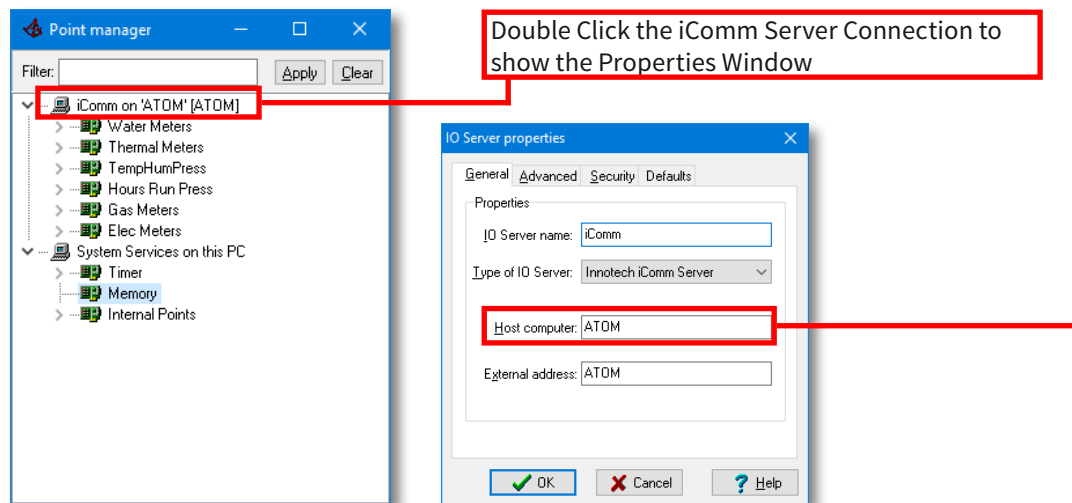 Point manager
Filter:
Apply
Clear
iComm on 'ATOM' [ATOM]
Water Meters
Thermal Meters
TempHumPress
Hours Run Press
Gas Meters
Elec Meters
System Services on this PC
Timer
Memory
Internal Points
Double Click the iComm Server Connection to
show the Properties Window
IO Server properties
General Advanced Security Defaults
Properties
IO Server name: iComm
Type of IO Server: Innotech iComm Server
Host computer: ATOM
External address: ATOM
OK Cancel Help